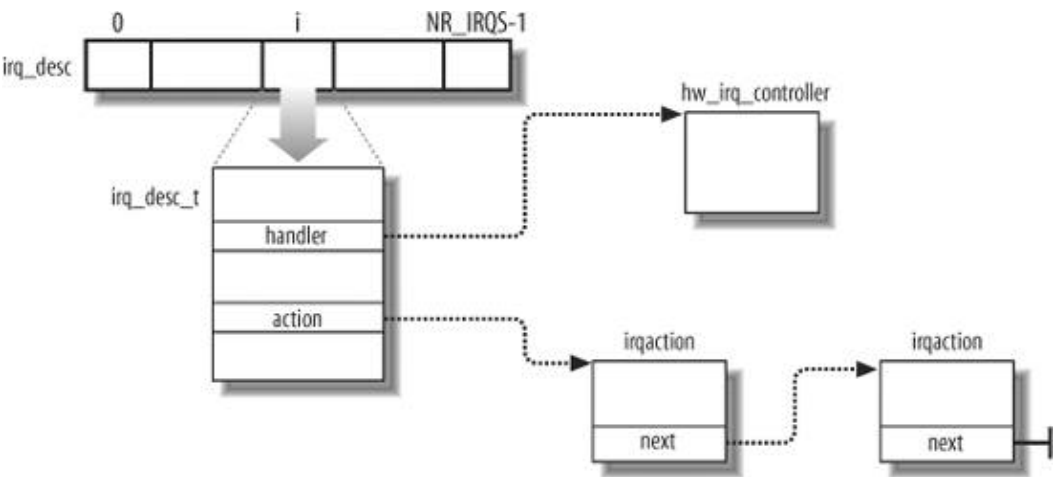 0 i NR_IRQS-1
irq_desc
hw_irq_controller
irq_desc_t
handler
action
irqaction irqaction
next next